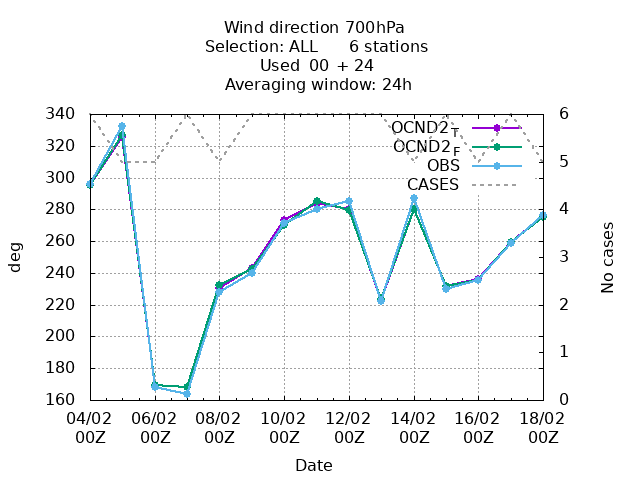 Wind direction 700hPa
Selection: ALL      6 stations
Used  00  + 24
Averaging window: 24h
340
320
300
280
260
240
220
200
180
160
deg
6
5
4
3
2
1
0
No cases
OCND2_T
OCND2_F
OBS
CASES
04/02 06/02 08/02 10/02 12/02 14/02 16/02 18/02
00Z 00Z 00Z 00Z 00Z 00Z 00Z 00Z
Date